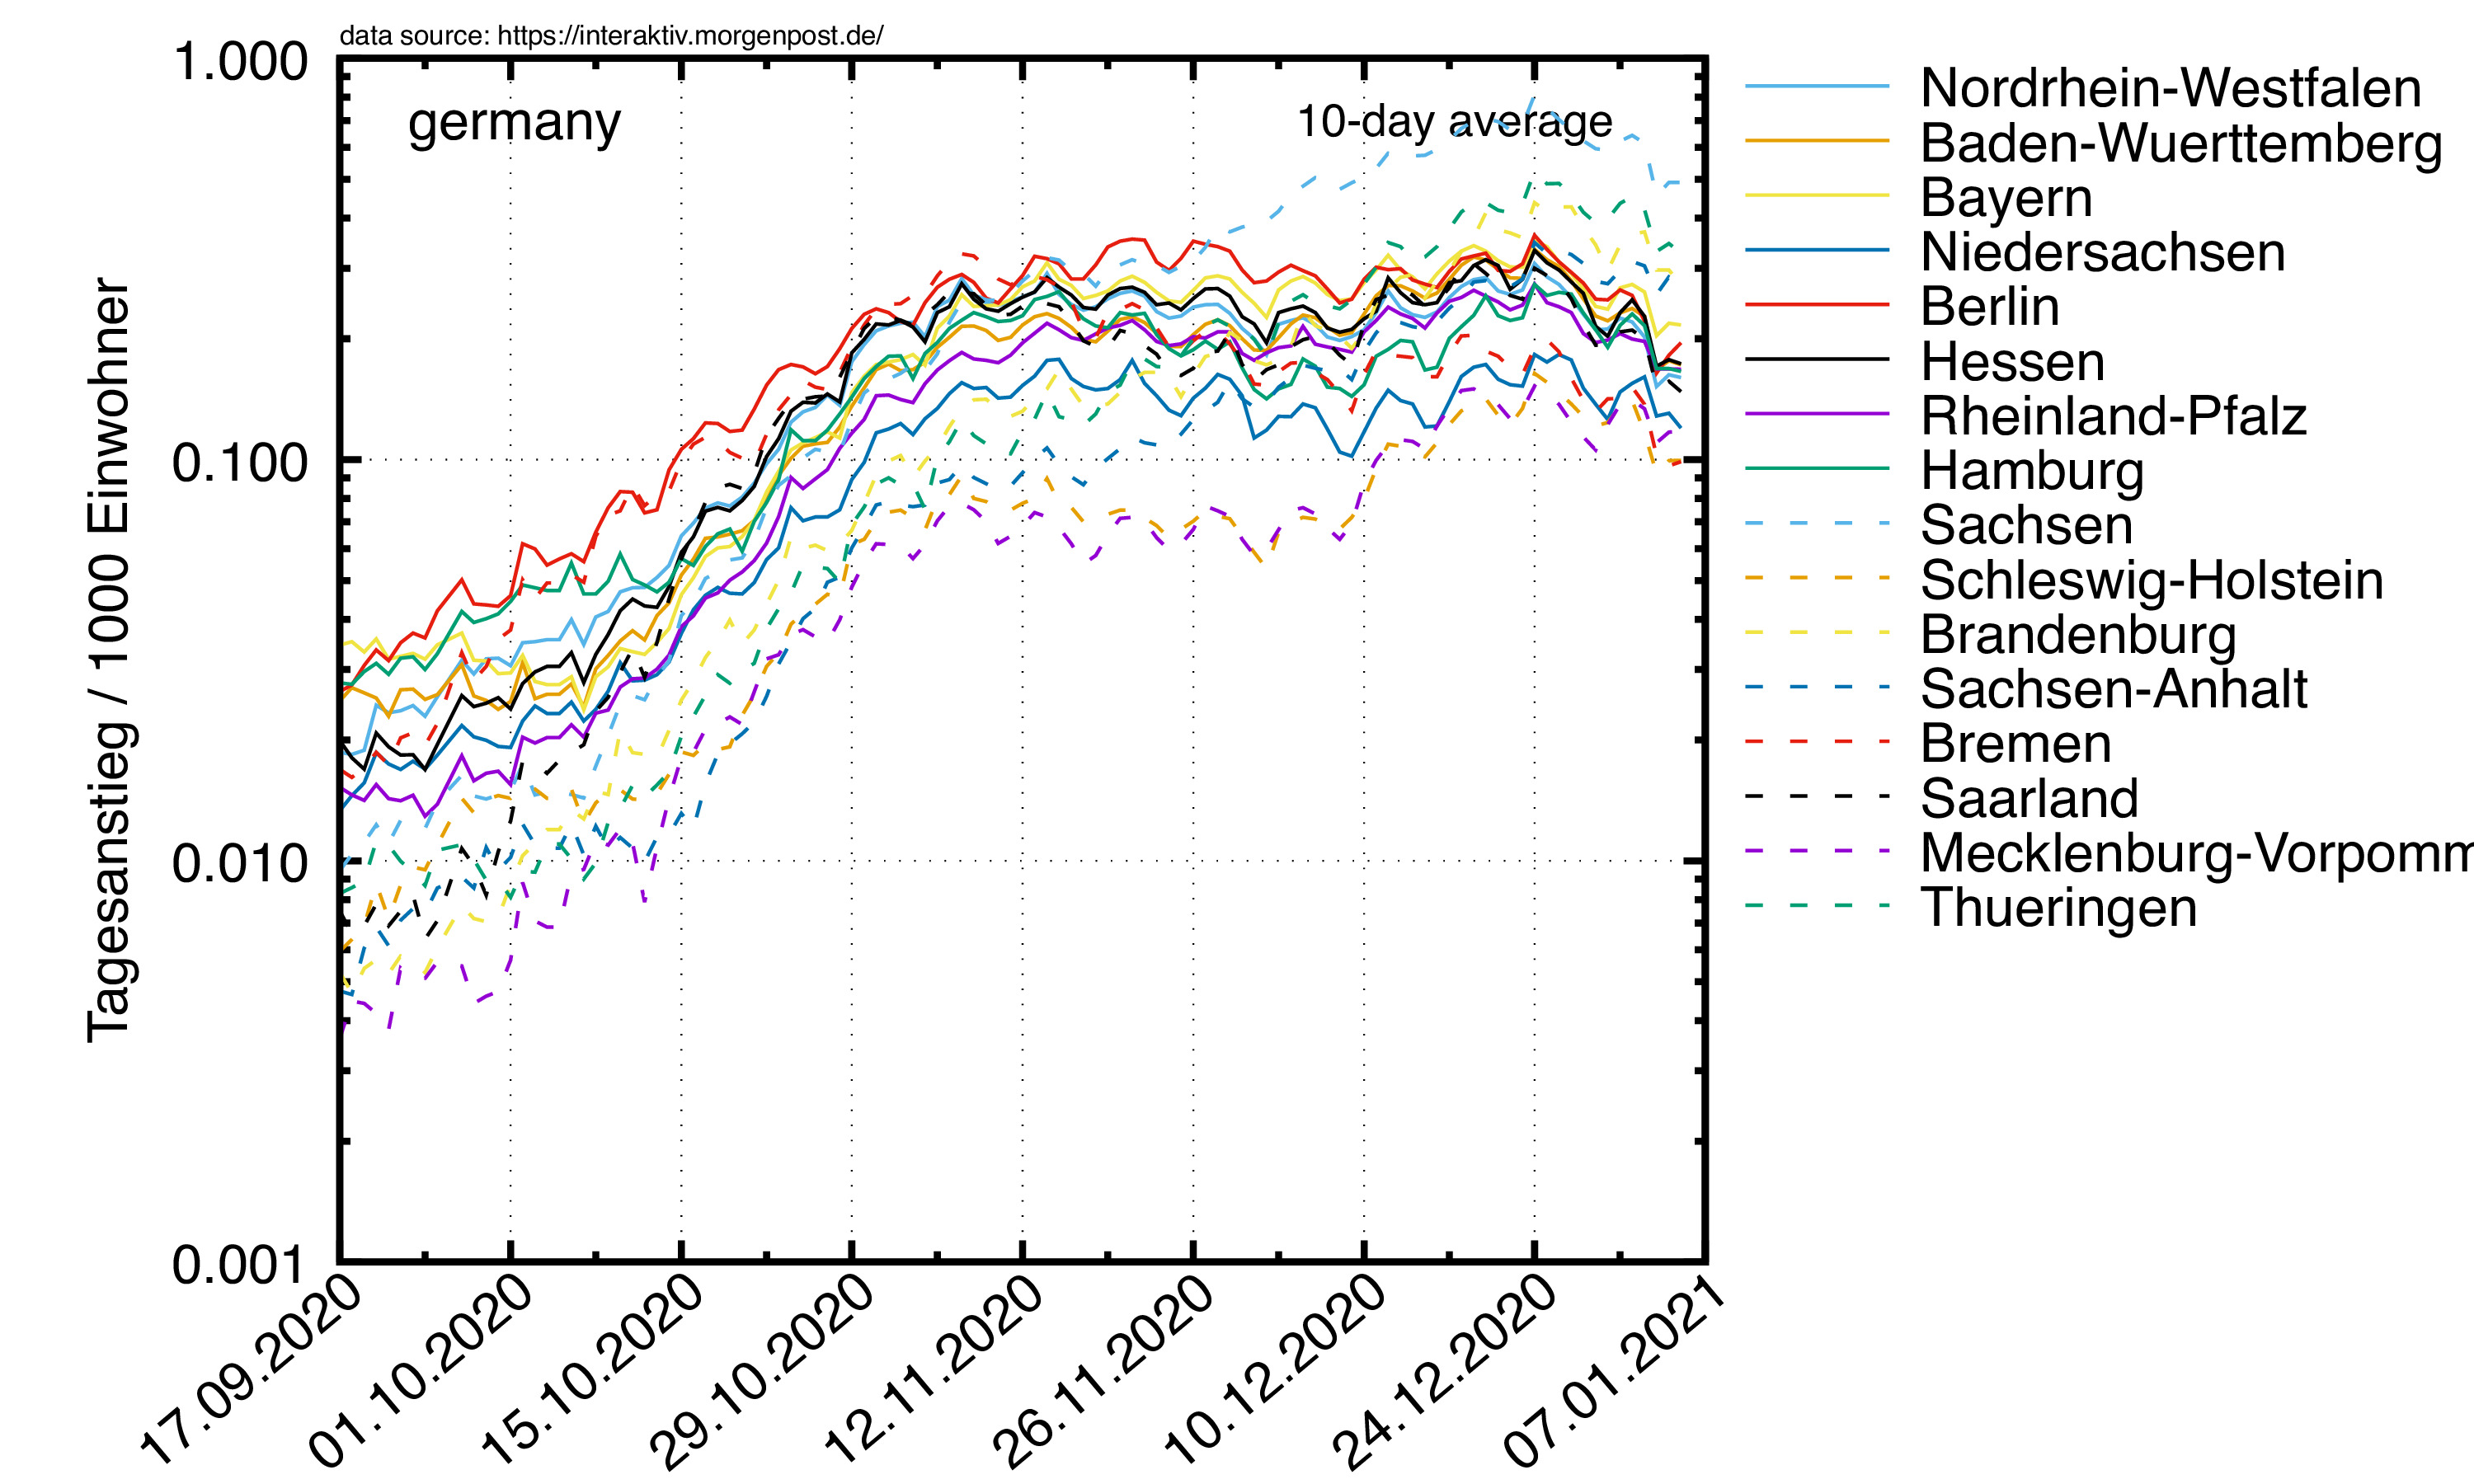 data source: https://interaktiv.morgenpost.de/
germany
10-day average
Tagesanstieg / 1000 Einwohner
1.000
0.100
0.010
0.001
17.09.2020
01.10.2020
15.10.2020
29.10.2020
12.11.2020
26.11.2020
10.12.2020
24.12.2020
07.01.2021
Nordrhein-Westfalen
Baden-Wuerttemberg
Bayern
Niedersachsen
Berlin
Hessen
Rheinland-Pfalz
Hamburg
Sachsen
Schleswig-Holstein
Brandenburg
Sachsen-Anhalt
Bremen
Saarland
Mecklenburg-Vorpomm
Thueringen